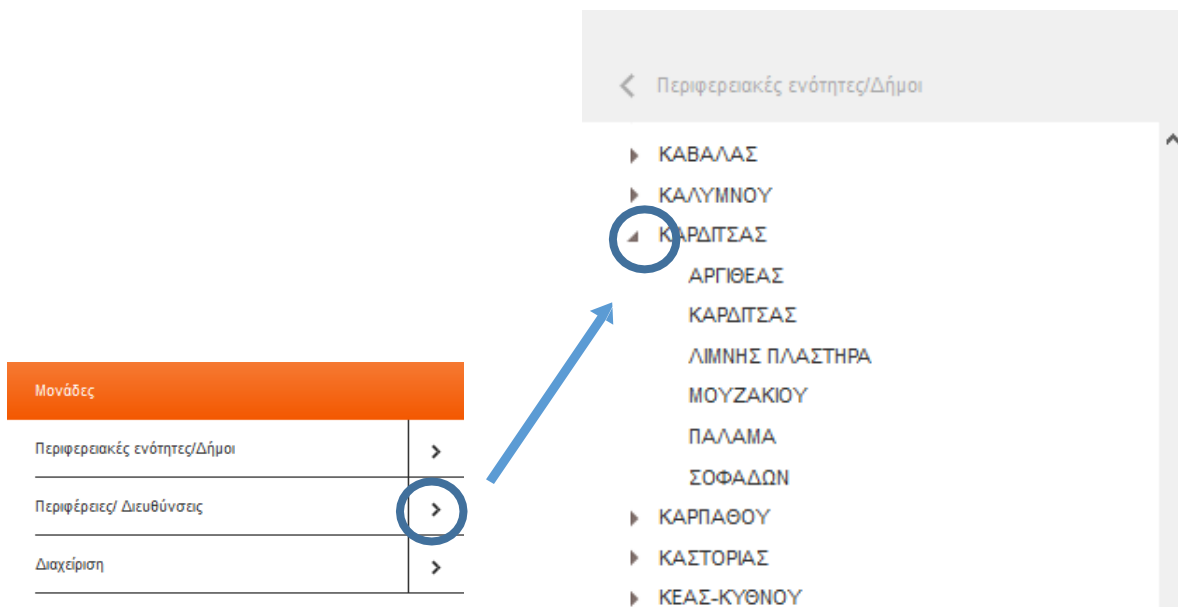 Μονάδες
Περιφερειακές ενότητες/Δήμοι
Περιφέρειες/ Διευθύνσεις
Διαχείριση
Περιφερειακές ενότητες/Δήμοι
ΚΑΒΑΛΑΣ
ΚΑΛΥΜΝΟΥ
ΚΑΡΔΙΤΣΑΣ
ΑΡΓΙΘΕΑΣ
ΚΑΡΔΙΤΣΑΣ
ΛΙΜΝΗΣ ΠΛΑΣΤΗΡΑ
ΜΟΥΖΑΚΙΟΥ
ΠΑΛΑΜΑ
ΣΟΦΑΔΩΝ
ΚΑΡΠΑΘΟΥ
ΚΑΣΤΟΡΙΑΣ
ΚΕΑΣ-ΚΥΘΝΟΥ